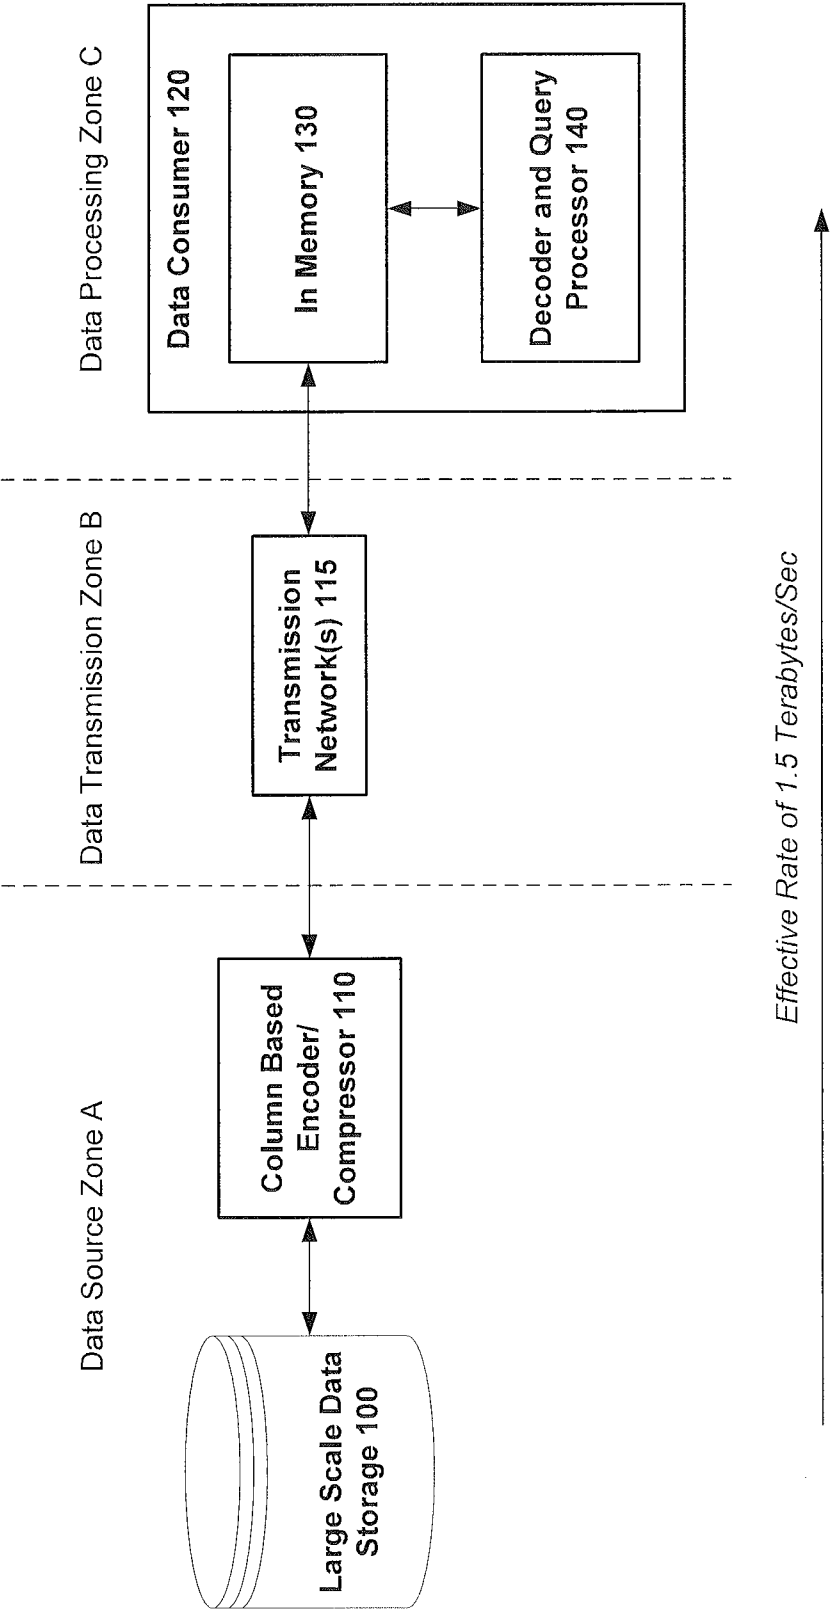 Data Source Zone A
Data Transmission Zone B
Data Processing Zone C
Large Scale Data
Storage 100
Column Based
Encoder/
Compressor 110
Transmission
Network(s) 115
Data Consumer 120
In Memory 130
Decoder and Query
Processor 140
Effective Rate of 1.5 Terabytes/Sec